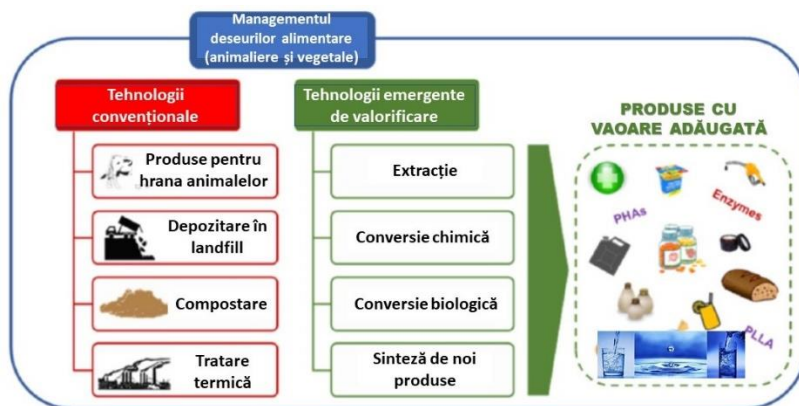 Managementul
deseurilor alimentare
(animaliere și vegetale)
Tehnologii
convenționale
Produse pentru
hrana animalelor
Depozitare în
landfill
Compostare
Tratare
termică
Tehnologii emergente
de valorificare
Extracție
Conversie chimică
Conversie biologică
Sinteză de noi
produse
PRODUSE CU
VAOARE ADĂUGATĂ
PHAs
Enzymes
PLLA